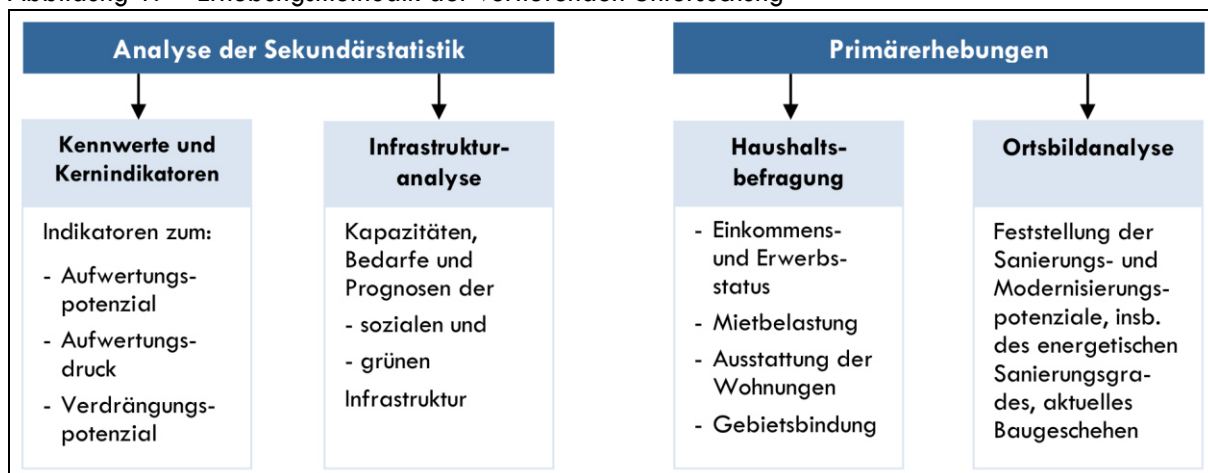 Analyse der Sekundärstatistik
Kennwerte und
Kernindikatoren
Indikatoren zum:
- Aufwertungs-
potenzial
- Aufwertungs-
druck
- Verdrängungs-
potenzial
Infrastruktur-
analyse
Kapazitäten,
Bedarfe und
Prognosen der
- sozialen und
- grünen
Infrastruktur
Primärerhebungen
Haushalts-
befragung
- Einkommens-
und Erwerbs-
status
- Mietbelastung
- Ausstattung der
Wohnungen
- Gebietsbindung
Ortsbildanalyse
Feststellung der
Sanierungs- und
Modernisierungs-
potenziale, insb.
des energetischen
Sanierungsgra-
des, aktuelles
Baugeschehen